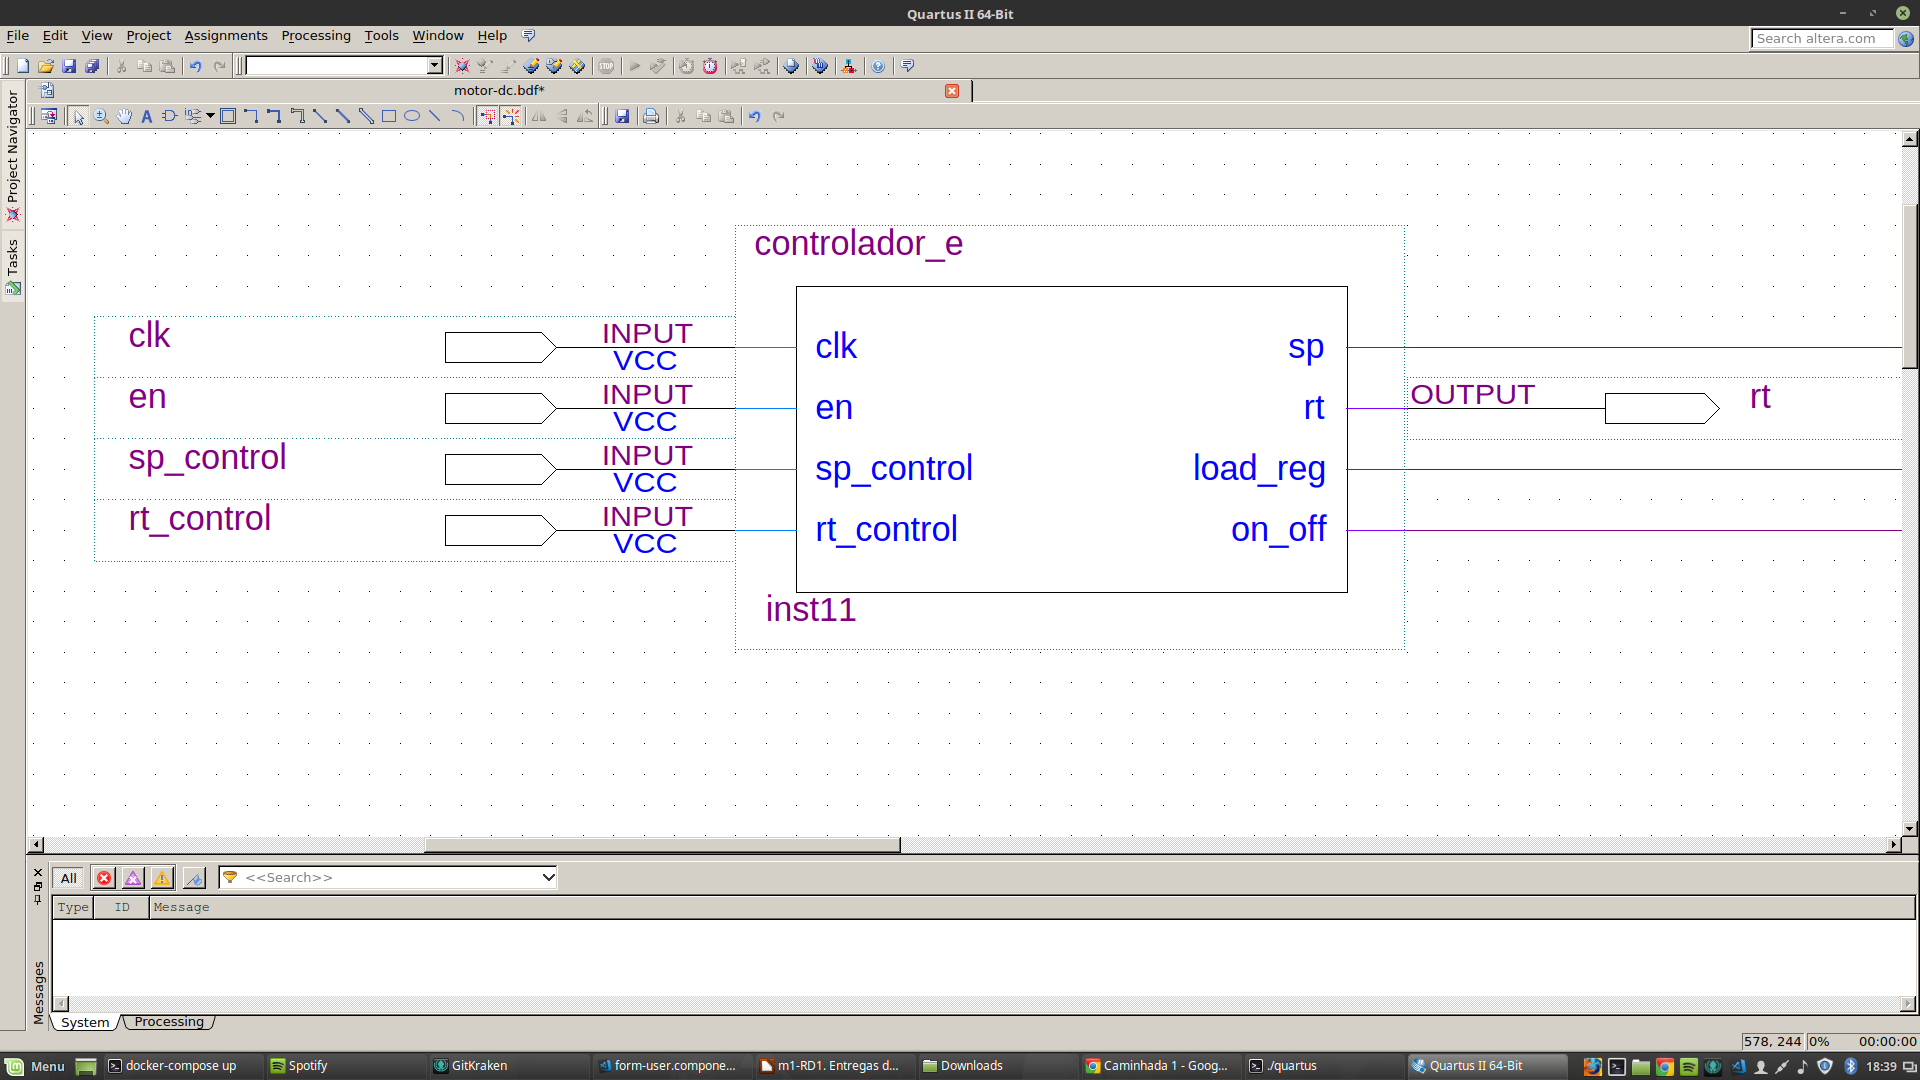 Quartus II 64-Bit
File Edit View Project Assignments Processing Tools Window Help
Search altera.com
STOP
motor-dc.bdf*
Project Navigator
Tasks
controlador_e
clk INPUT VCC
en INPUT VCC
sp_control INPUT VCC
rt_control INPUT VCC
clk sp
en rt
sp_control load_reg
rt_control on_off
OUTPUT rt
inst11
All <<Search>>
Type ID Message
Messages
System Processing
578, 244 0% 00:00:00
Menu docker-compose up Spotify GitKraken form-user.compone... m1-RD1. Entregas d... Downloads Caminhada 1 - Goog... ./quartus Quartus II 64-Bit 18:39